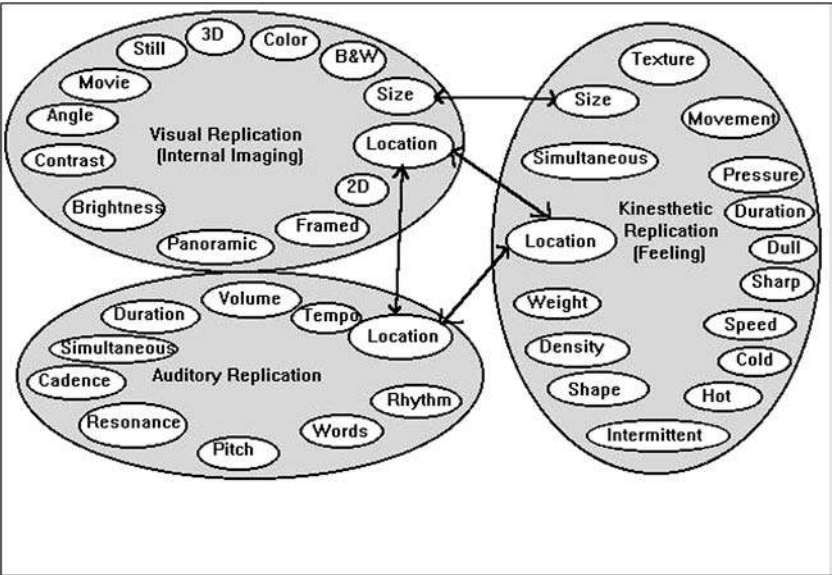 3D
Color
Still
B&W
Movie
Size
Angle
Visual Replication
(Internal Imaging)
Location
Contrast
2D
Brightness
Framed
Panoramic
Texture
Size
Movement
Simultaneous
Pressure
Kinesthetic
Replication
(Feeling)
Duration
Location
Dull
Sharp
Weight
Speed
Density
Cold
Shape
Hot
Intermittent
Volume
Duration
Tempo
Location
Simultaneous
Auditory Replication
Cadence
Rhythm
Resonance
Words
Pitch